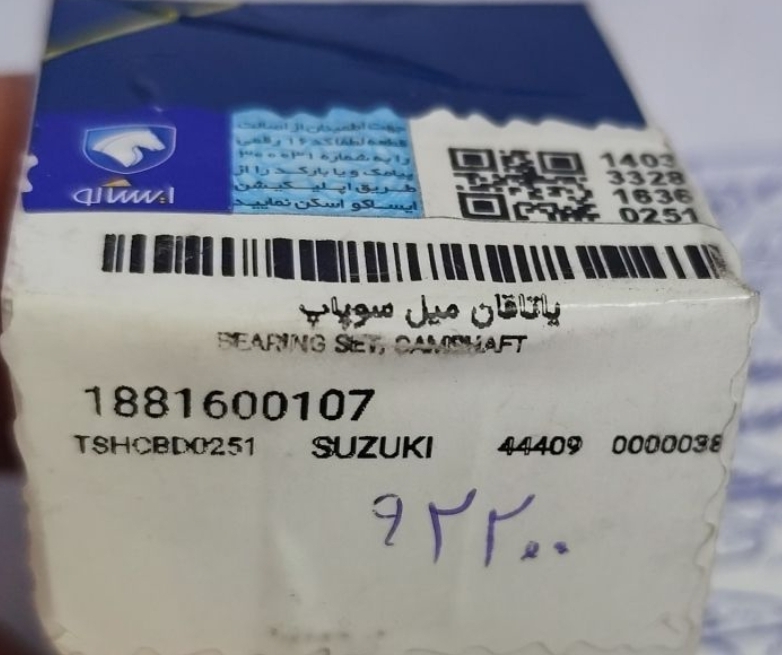 ایساکو
جهت اطمینان از اصالت
قطعه لطفا کد ۱۶ رقمی
را به شماره ۳۰۰۰۳۱
پیامک و یا بارکد را از
طریق اپلیکیشن
ایساکو اسکن نمایید
1403
3328
1636
0251
یاتاقان میل سوپاپ
BEARING SET, CAMSHAFT
1881600107
TSHCBD0251 SUZUKI 44409 0000038
۹۲۲۰۰